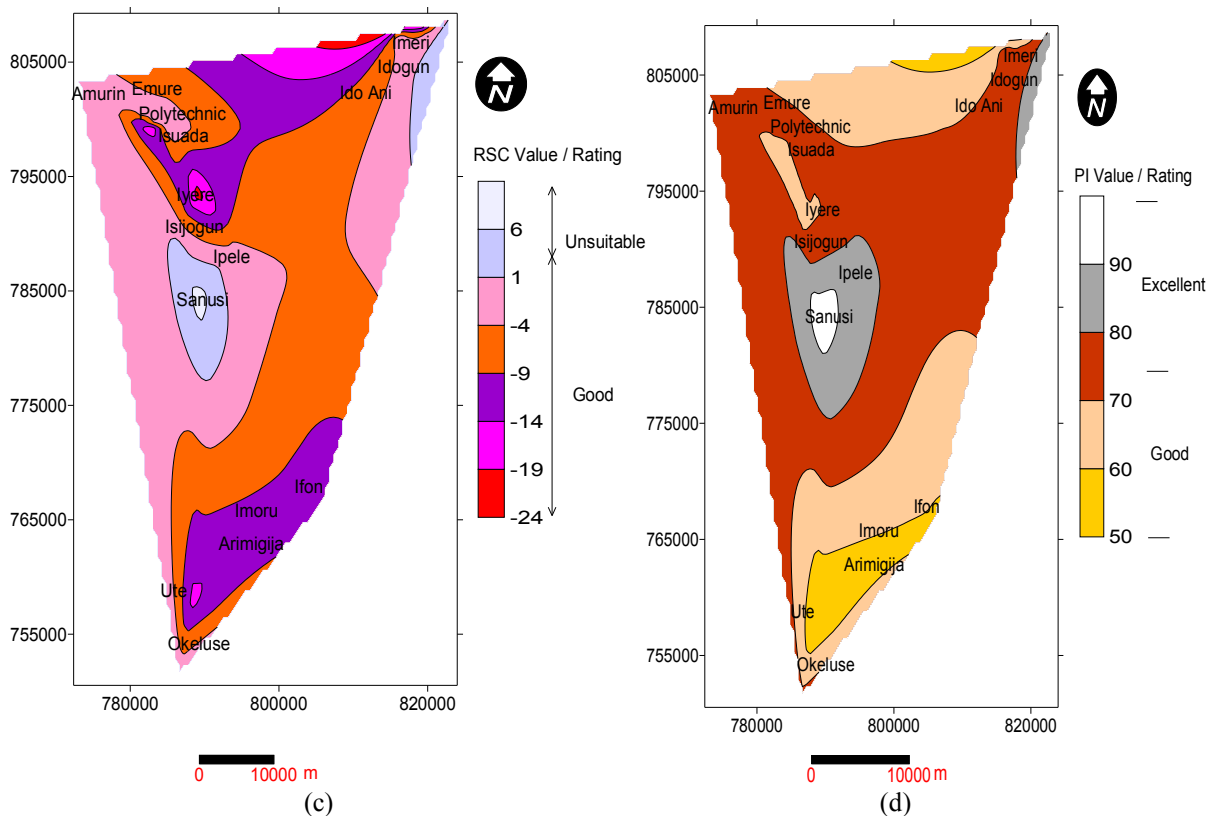 805000
795000
785000
775000
765000
755000
780000 800000 820000
Amurin
Emure
Polytechnic
Isuada
Iyere
Isijogun
Ipele
Sanusi
Imeri
Idogun
Ido Ani
Ifon
Imoru
Arimigija
Ute
Okeluse
N
RSC Value / Rating
6
1
-4
-9
-14
-19
-24
Unsuitable
Good
0 10000 m
(c)
805000
795000
785000
775000
765000
755000
780000 800000 820000
Amurin
Emure
Polytechnic
Isuada
Iyere
Isijogun
Ipele
Sanusi
Imeri
Idogun
Ido Ani
Ifon
Imoru
Arimigija
Ute
Okeluse
N
PI Value / Rating
90
80
70
60
50
Excellent
Good
0 10000 m
(d)